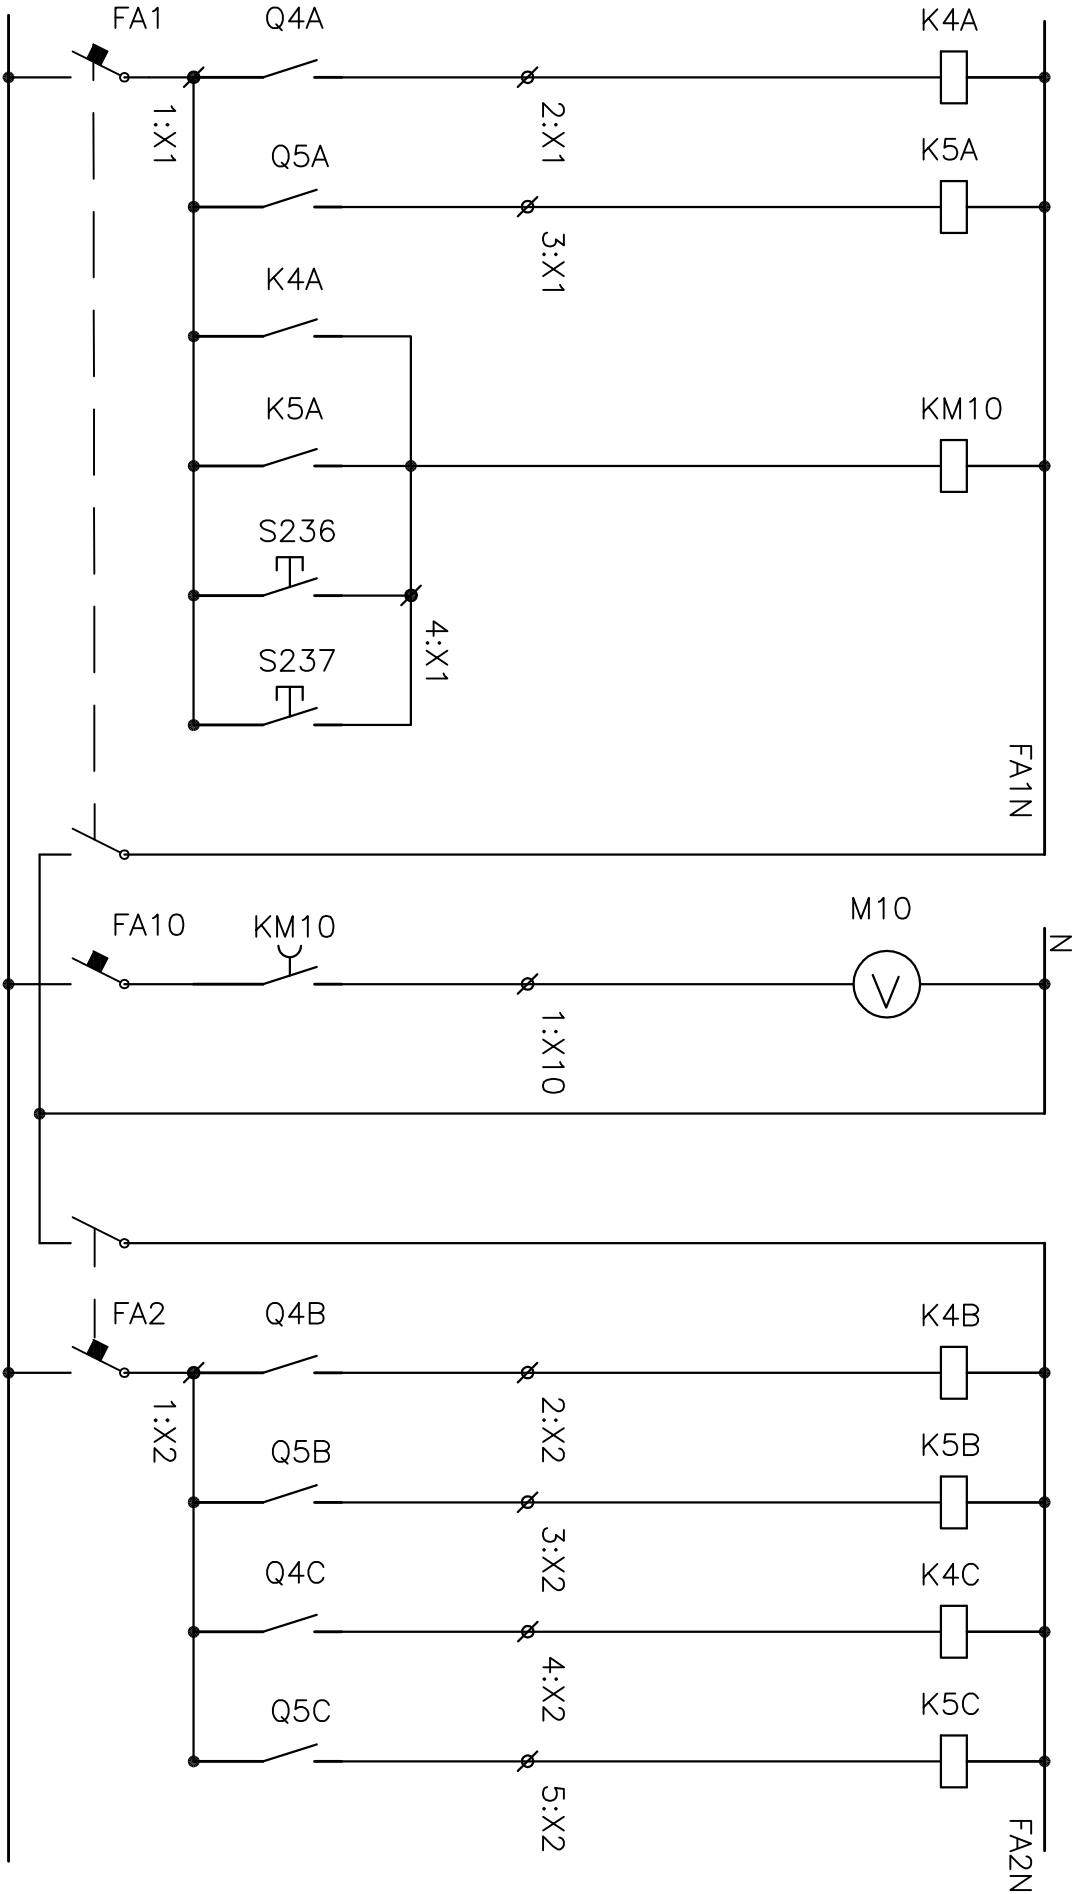 FA1
Q4A
K4A
1:X1
2:X1
Q5A
K5A
3:X1
K4A
K5A
KM10
S236
4:X1
S237
FA1N
FA10
KM10
M10
N
V
1:X10
FA2
Q4B
K4B
1:X2
2:X2
Q5B
K5B
3:X2
Q4C
K4C
4:X2
Q5C
K5C
5:X2
FA2N